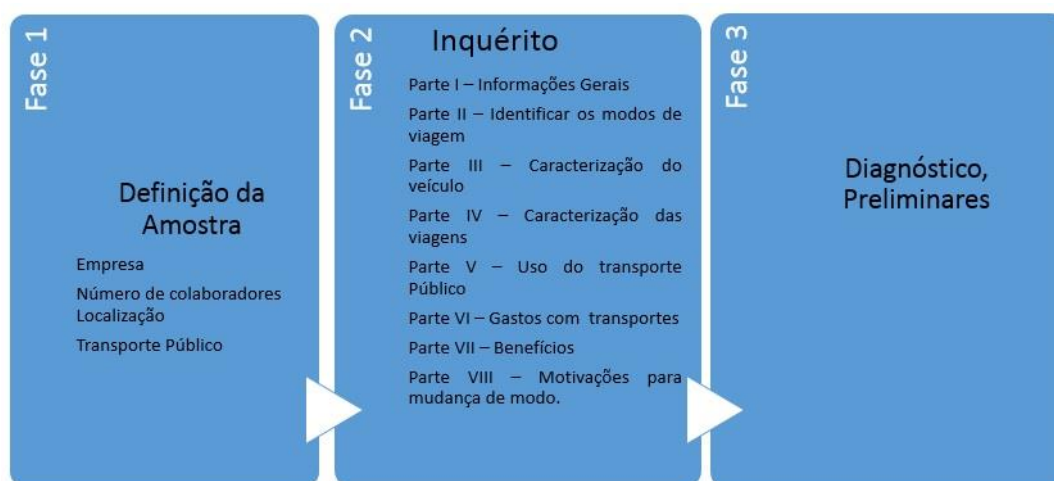 Fase 1
Definição da
Amostra
Empresa
Número de colaboradores
Localização
Transporte Público
Fase 2
Inquérito
Parte I – Informações Gerais
Parte II – Identificar os modos de
viagem
Parte III – Caracterização do
veículo
Parte IV – Caracterização das
viagens
Parte V – Uso do transporte
Público
Parte VI – Gastos com transportes
Parte VII – Benefícios
Parte VIII – Motivações para
mudança de modo.
Fase 3
Diagnóstico,
Preliminares